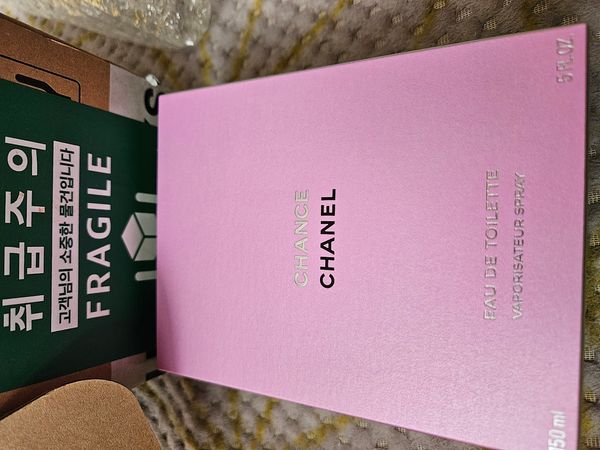 취급주의
고객님의 소중한 물건입니다
FRAGILE
CHANCE
CHANEL
EAU DE TOILETTE
VAPORISATEUR SPRAY
150 ml
5 FL.OZ.